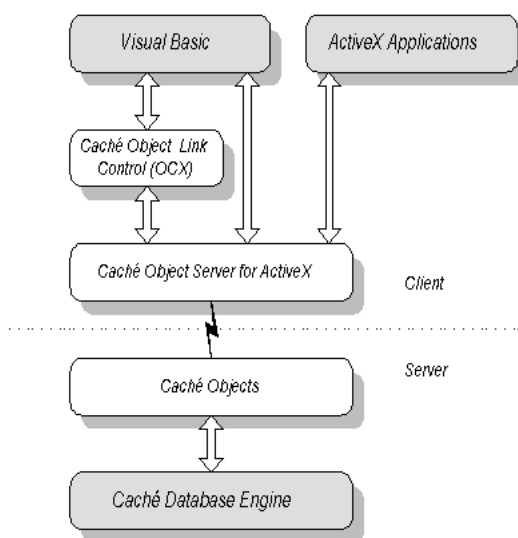 Visual Basic
ActiveX Applications
Caché Object Link
Control (OCX)
Caché Object Server for ActiveX
Client
Server
Caché Objects
Caché Database Engine